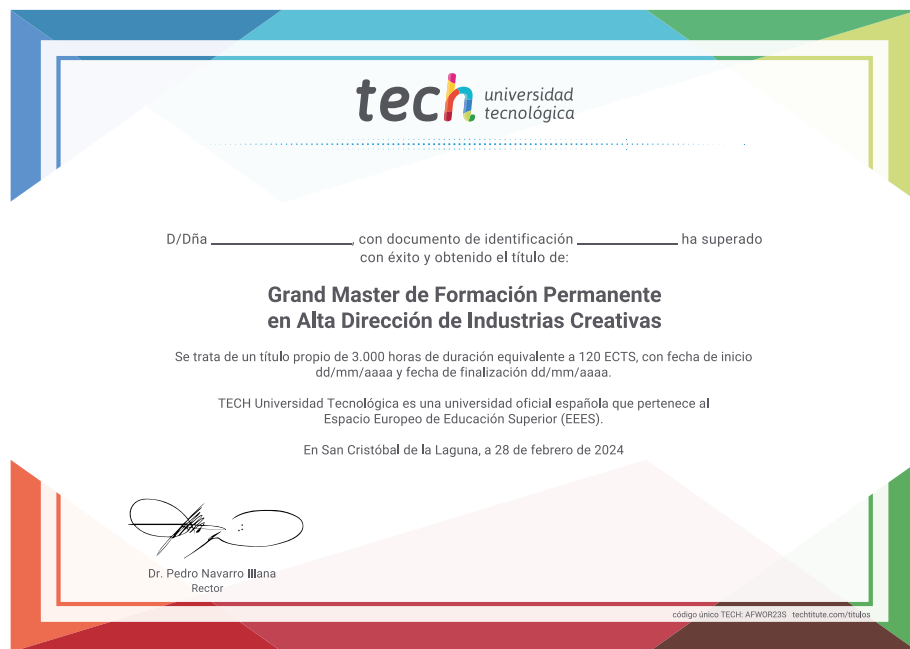 tech universidad
tecnológica
D/Dña ______________, con documento de identificación __________ ha superado
con éxito y obtenido el título de:
Grand Master de Formación Permanente
en Alta Dirección de Industrias Creativas
Se trata de un título propio de 3.000 horas de duración equivalente a 120 ECTS, con fecha de inicio
dd/mm/aaaa y fecha de finalización dd/mm/aaaa.
TECH Universidad Tecnológica es una universidad oficial española que pertenece al
Espacio Europeo de Educación Superior (EEES).
En San Cristóbal de la Laguna, a 28 de febrero de 2024
Dr. Pedro Navarro Illana
Rector
código único TECH: AFWOR23S techtitute.com/titulos